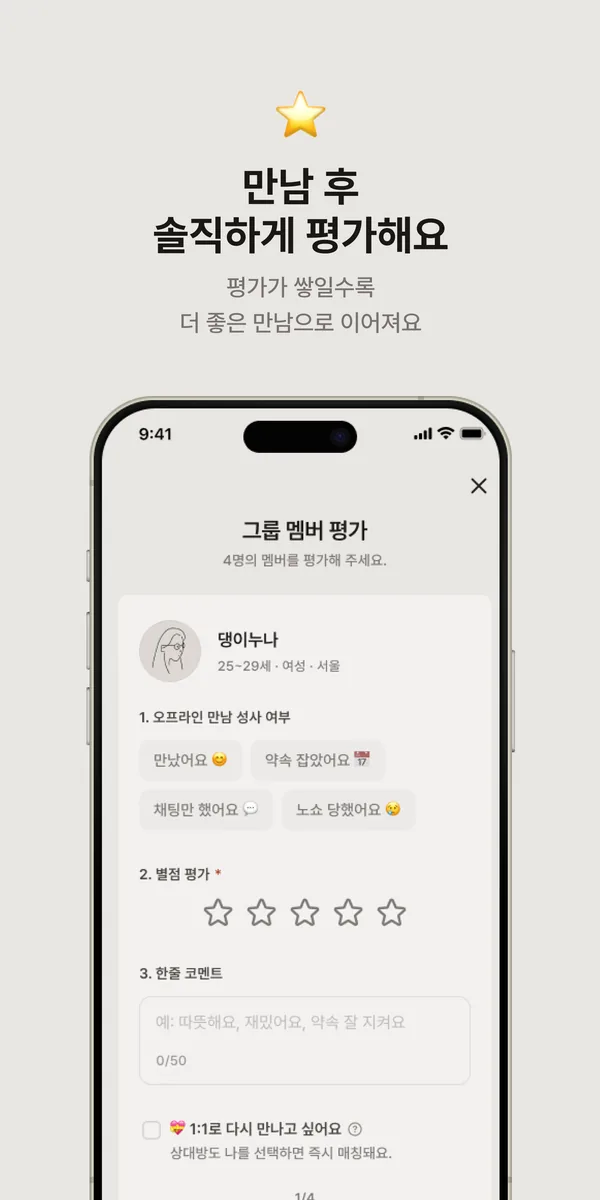 만남 후
솔직하게 평가해요
평가가 쌓일수록
더 좋은 만남으로 이어져요
9:41
그룹 멤버 평가
4명의 멤버를 평가해 주세요.
댕이누나
25~29세 · 여성 · 서울
1. 오프라인 만남 성사 여부
만났어요 😊 약속 잡았어요 📅
채팅만 했어요 💬 노쇼 당했어요 😢
2. 별점 평가 *
3. 한줄 코멘트
예: 따뜻해요, 재밌어요, 약속 잘 지켜요
0/50
💝 1:1로 다시 만나고 싶어요 ?
상대방도 나를 선택하면 즉시 매칭돼요.
1/4